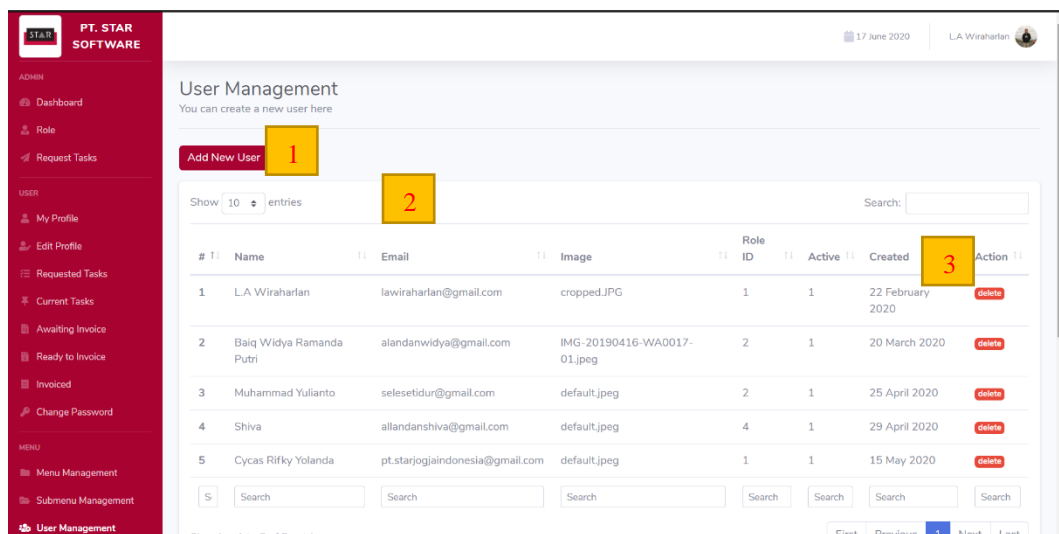 STAR
PT. STAR
SOFTWARE
17 June 2020
L.A Wiraharlan
ADMIN
Dashboard
Role
Request Tasks
USER
My Profile
Edit Profile
Requested Tasks
Current Tasks
Awaiting Invoice
Ready to Invoice
Invoiced
Change Password
MENU
Menu Management
Submenu Management
User Management
User Management
You can create a new user here
Add New User
1
Show 10 entries
2
Search:
Role
# Name Email Image ID Active Created Action
3
1 L.A Wiraharlan lawiraharlan@gmail.com cropped.JPG 1 1 22 February delete
2020
2 Baiq Widya Ramanda alandanwidya@gmail.com IMG-20190416-WA0017- 2 1 20 March 2020 delete
Putri 01.jpeg
3 Muhammad Yulianto selesetidur@gmail.com default.jpeg 2 1 25 April 2020 delete
4 Shiva allandanshiva@gmail.com default.jpeg 4 1 29 April 2020 delete
5 Cycas Rifky Yolanda pt.starjogjaindonesia@gmail.com default.jpeg 1 1 15 May 2020 delete
S Search Search Search Search Search Search Search
First Previous 1 Next Last